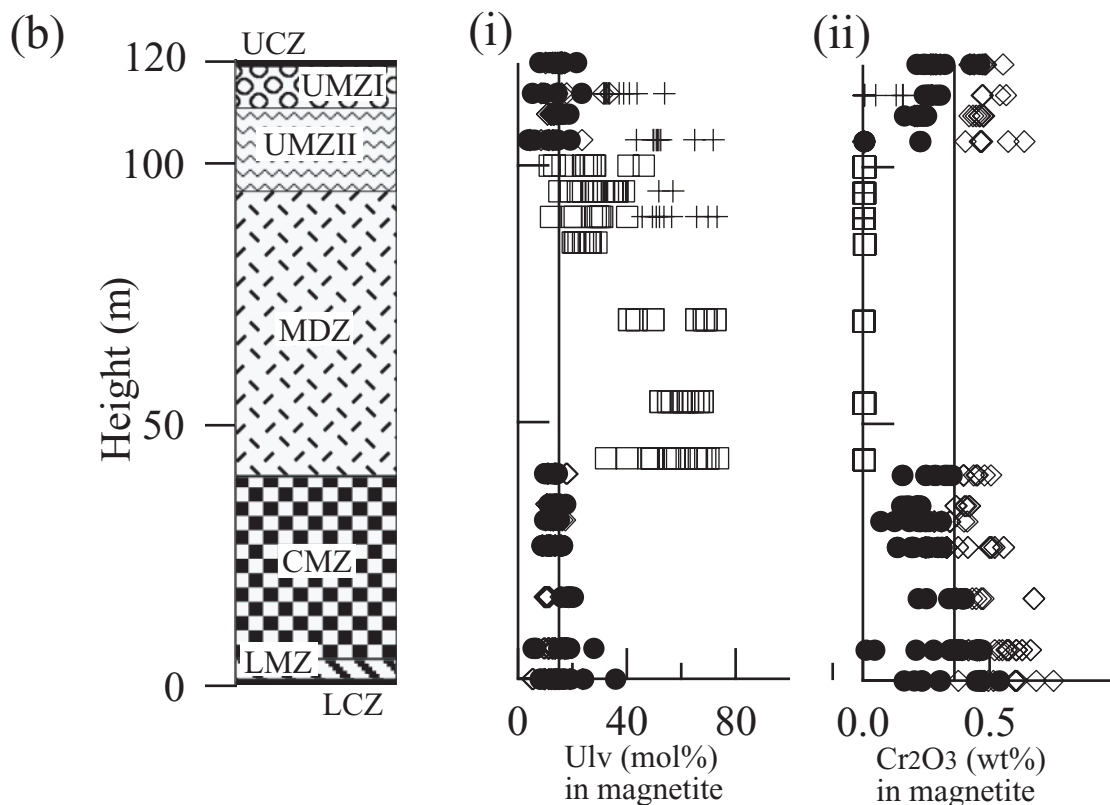 (b)
(i)
(ii)
UCZ
120
UMZI
UMZII
100
Height (m)
MDZ
50
CMZ
LMZ
0
LCZ
0 40 80
Ulv (mol%)
in magnetite
0.0 0.5
Cr2O3 (wt%)
in magnetite